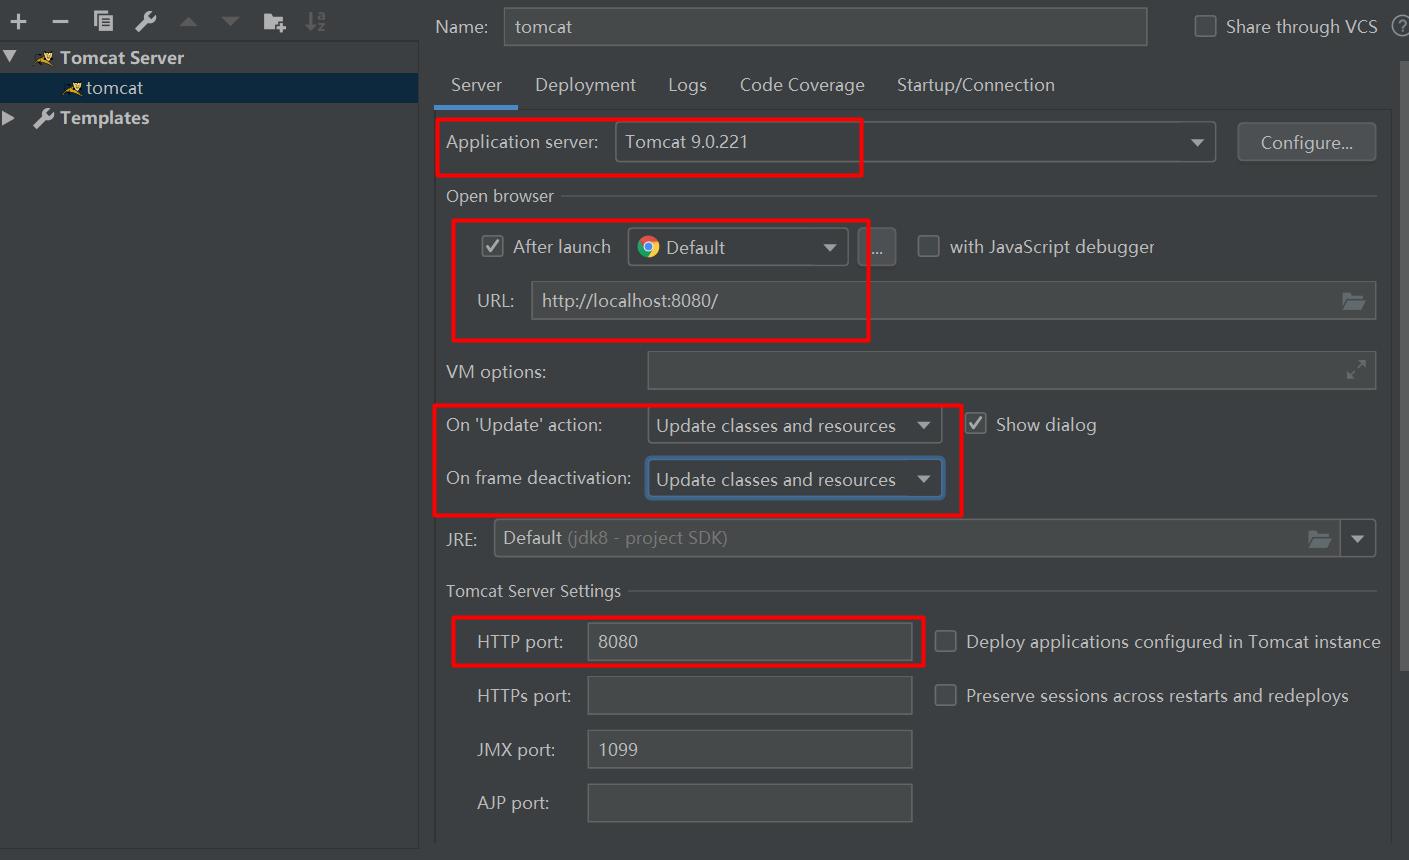 Name: tomcat Share through VCS ?
Tomcat Server
tomcat
Templates
Server Deployment Logs Code Coverage Startup/Connection
Application server: Tomcat 9.0.221 Configure...
Open browser
After launch Default ... with JavaScript debugger
URL: http://localhost:8080/
VM options:
On 'Update' action: Update classes and resources Show dialog
On frame deactivation: Update classes and resources
JRE: Default (jdk8 - project SDK)
Tomcat Server Settings
HTTP port: 8080 Deploy applications configured in Tomcat instance
HTTPs port: Preserve sessions across restarts and redeploys
JMX port: 1099
AJP port: